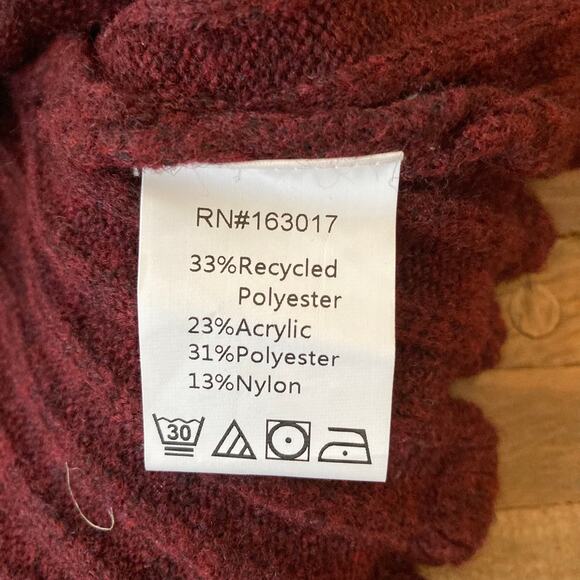 RN#163017
33%Recycled
Polyester
23%Acrylic
31%Polyester
13%Nylon
30